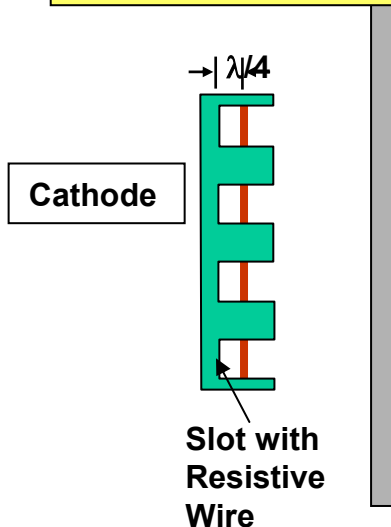 λ/4
Cathode
Slot with
Resistive
Wire